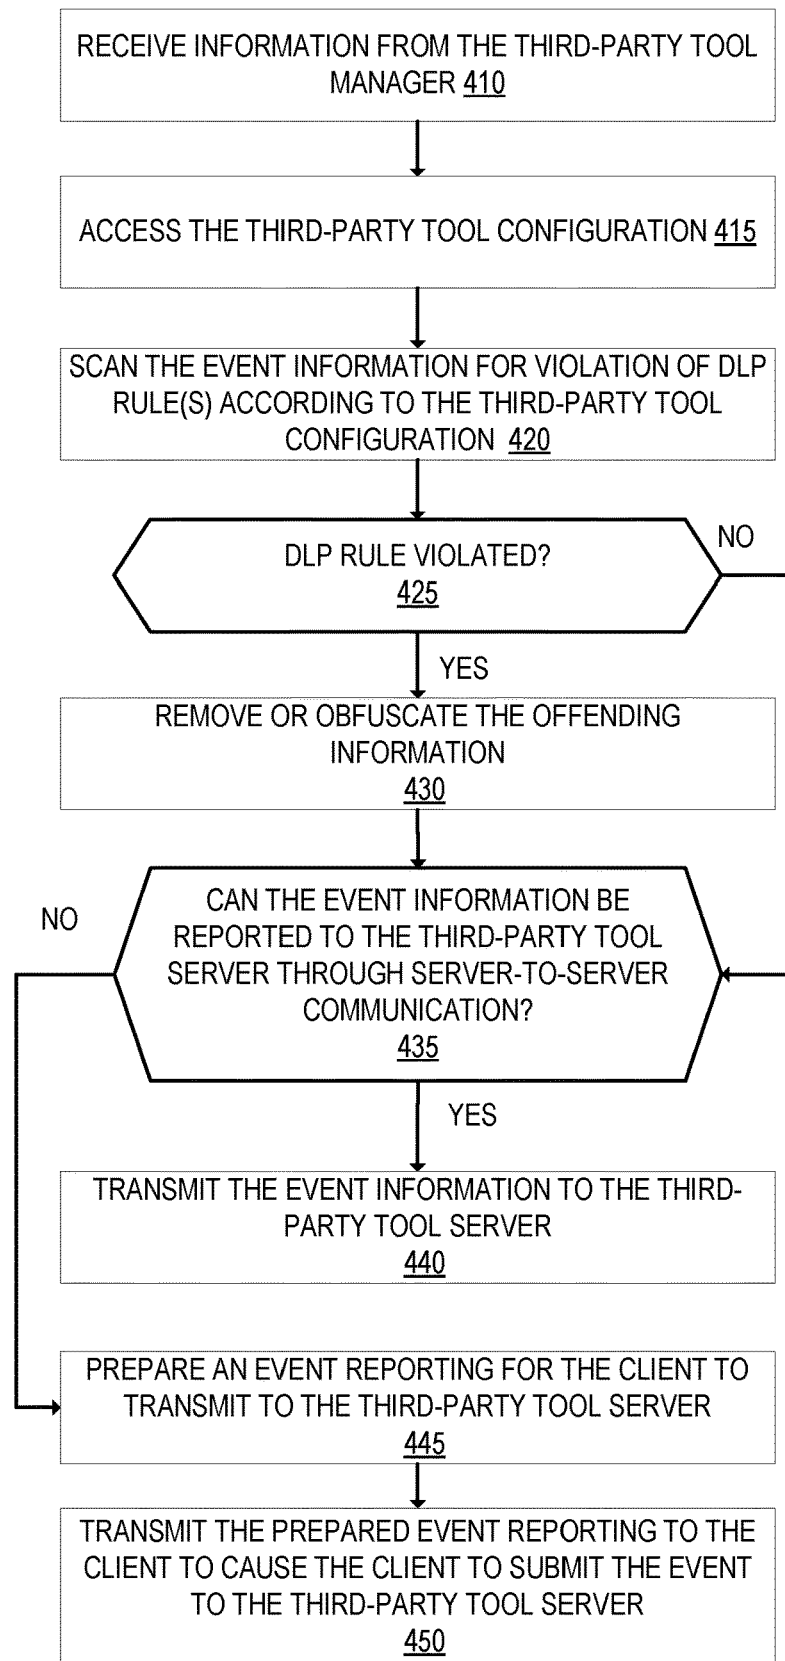 RECEIVE INFORMATION FROM THE THIRD-PARTY TOOL
MANAGER 410
ACCESS THE THIRD-PARTY TOOL CONFIGURATION 415
SCAN THE EVENT INFORMATION FOR VIOLATION OF DLP
RULE(S) ACCORDING TO THE THIRD-PARTY TOOL
CONFIGURATION 420
DLP RULE VIOLATED?
425
NO
YES
REMOVE OR OBFUSCATE THE OFFENDING
INFORMATION
430
NO
CAN THE EVENT INFORMATION BE
REPORTED TO THE THIRD-PARTY TOOL
SERVER THROUGH SERVER-TO-SERVER
COMMUNICATION?
435
YES
TRANSMIT THE EVENT INFORMATION TO THE THIRD-
PARTY TOOL SERVER
440
PREPARE AN EVENT REPORTING FOR THE CLIENT TO
TRANSMIT TO THE THIRD-PARTY TOOL SERVER
445
TRANSMIT THE PREPARED EVENT REPORTING TO THE
CLIENT TO CAUSE THE CLIENT TO SUBMIT THE EVENT
TO THE THIRD-PARTY TOOL SERVER
450